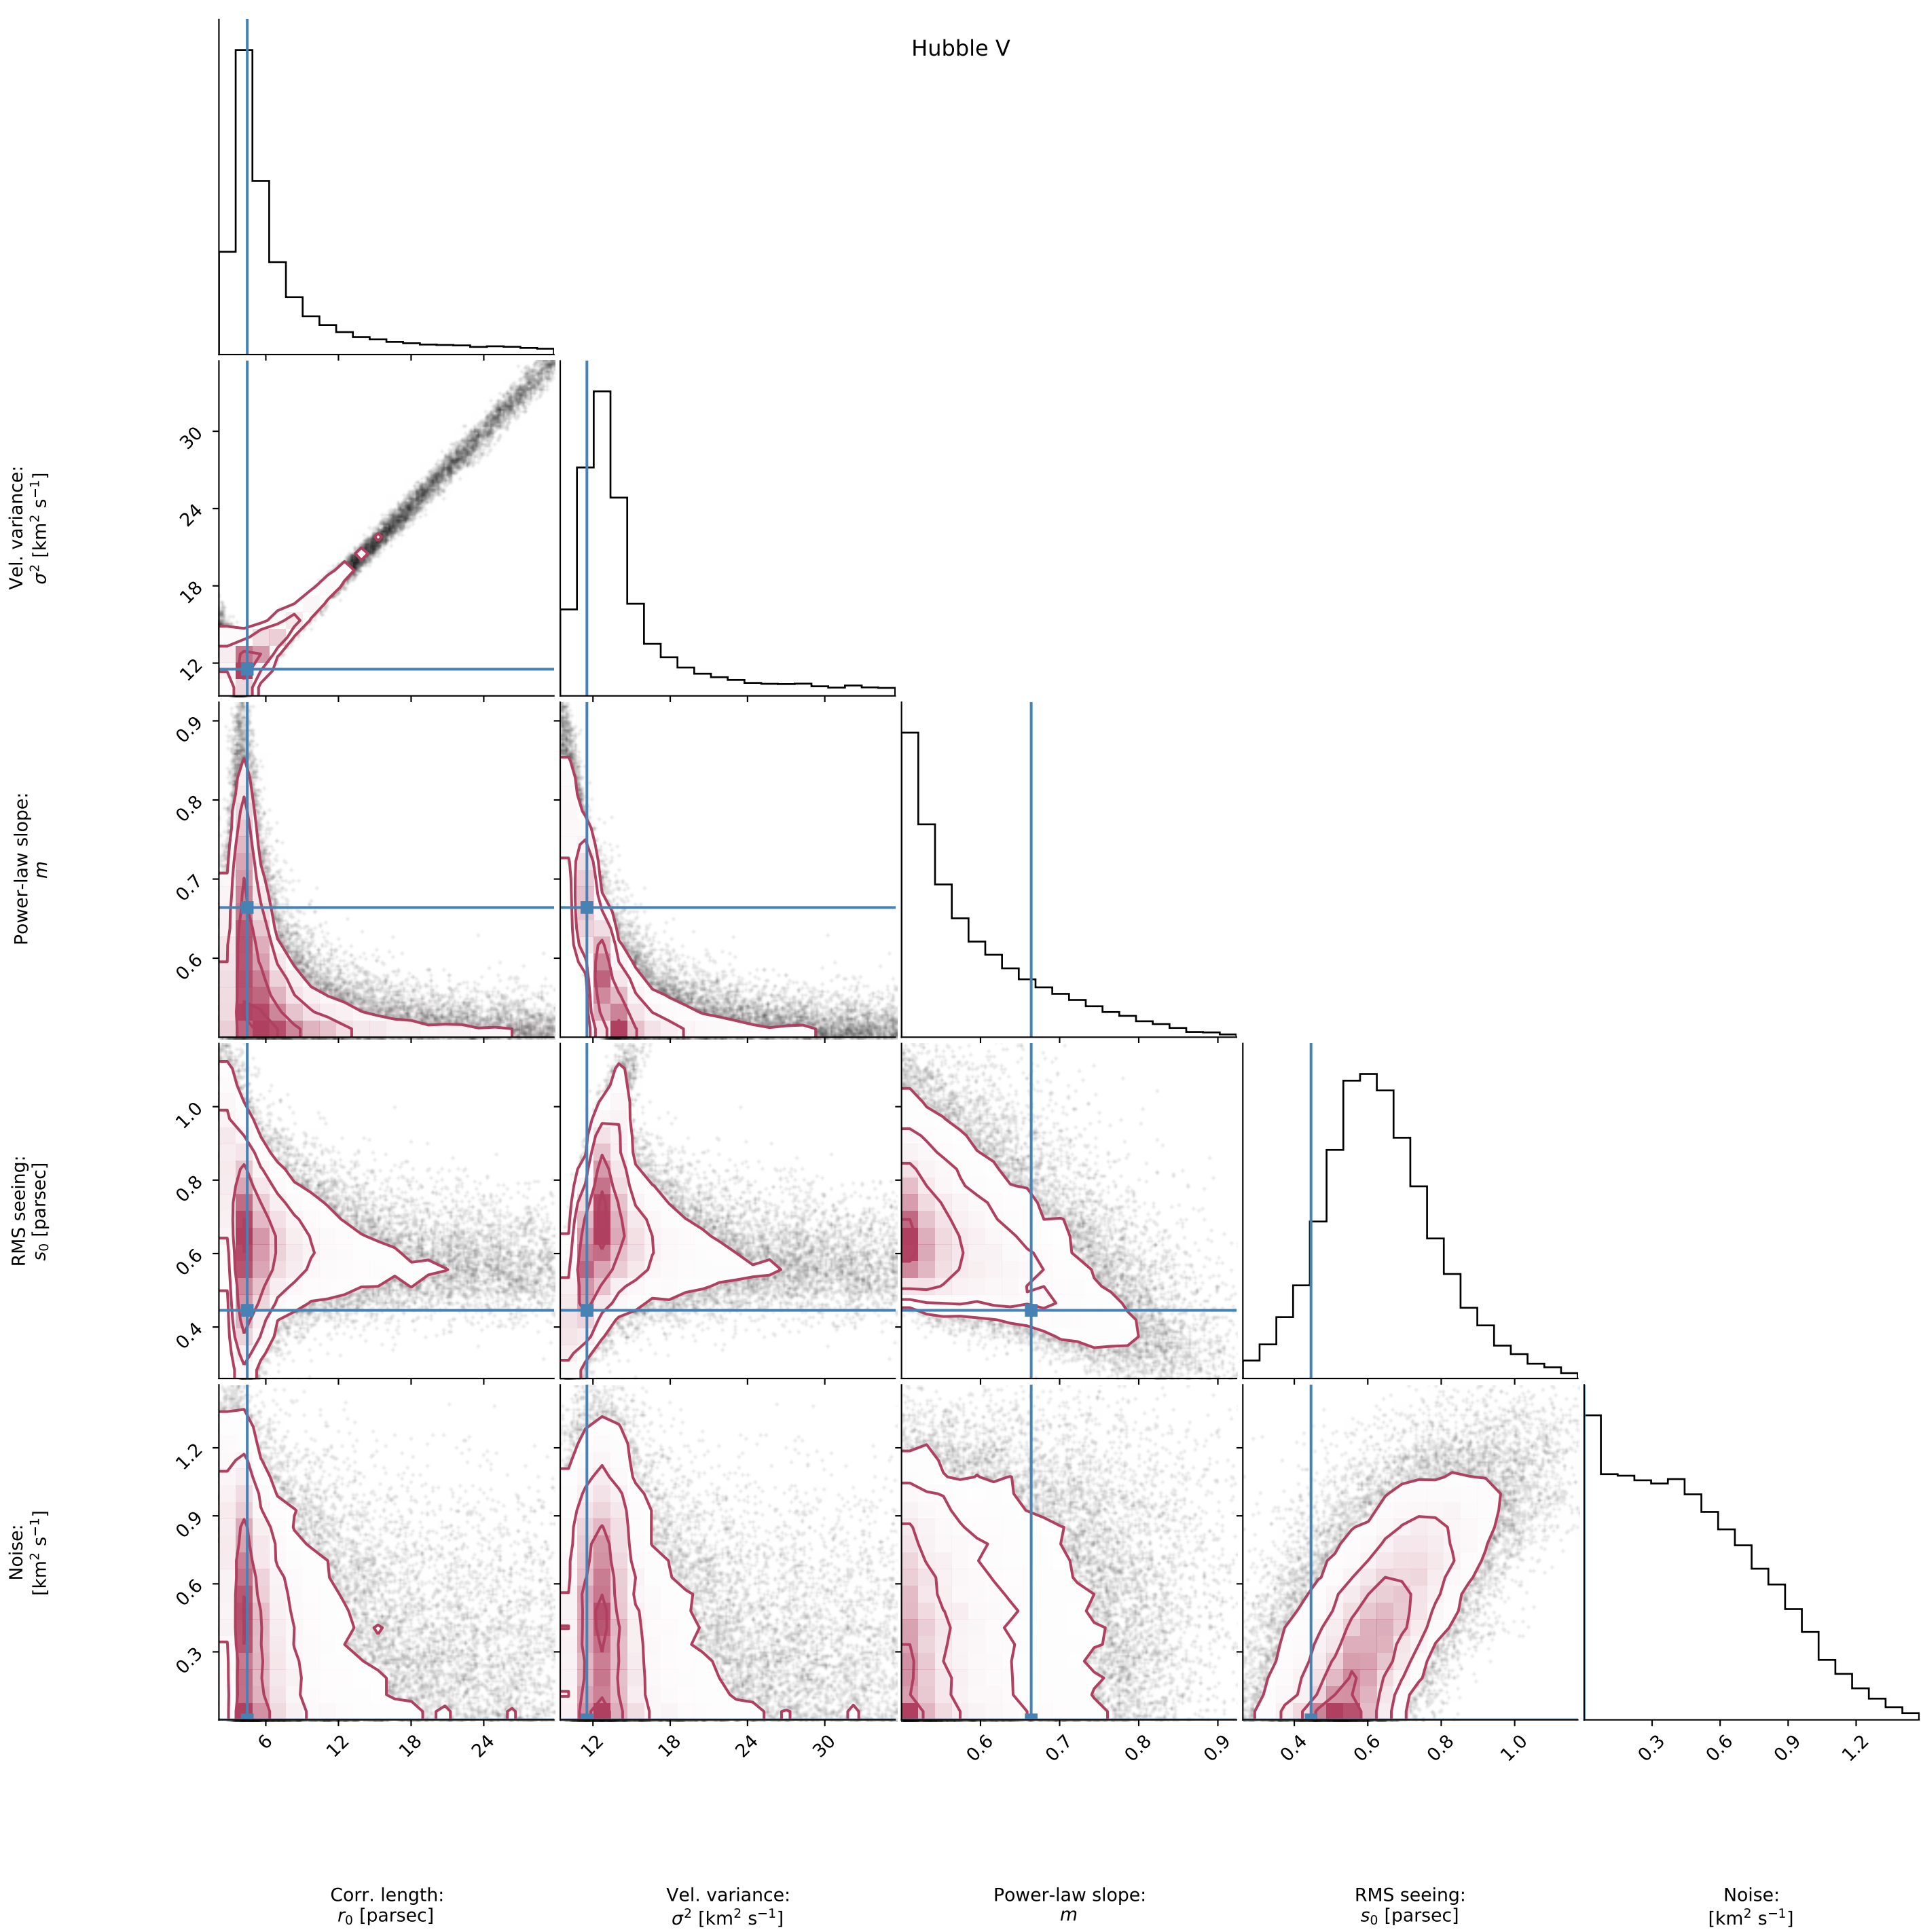 Hubble V
30
24
18
12
Vel. variance:
σ² [km² s⁻¹]
0.9
0.8
0.7
0.6
Power-law slope:
m
1.0
0.8
0.6
0.4
RMS seeing:
s₀ [parsec]
1.2
0.9
0.6
0.3
Noise:
[km² s⁻¹]
6 12 18 24
12 18 24 30
0.6 0.7 0.8 0.9
0.4 0.6 0.8 1.0
0.3 0.6 0.9 1.2
Corr. length:
r₀ [parsec]
Vel. variance:
σ² [km² s⁻¹]
Power-law slope:
m
RMS seeing:
s₀ [parsec]
Noise:
[km² s⁻¹]